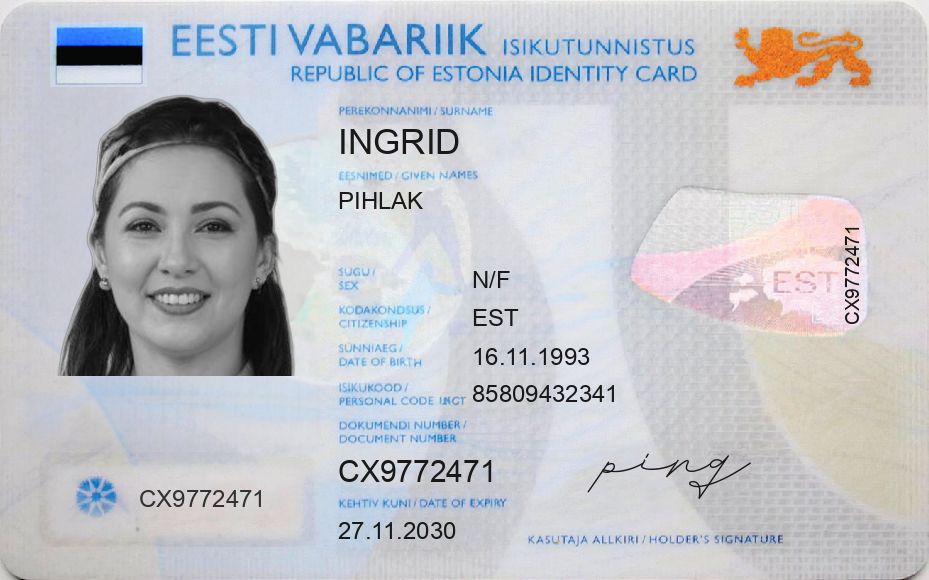 EESTI VABARIIK ISIKUTUNNISTUS
REPUBLIC OF ESTONIA IDENTITY CARD
PEREKONNANIMI / SURNAME
INGRID
EESNIMED / GIVEN NAMES
PIHLAK
SUGU /
SEX
N/F
KODAKONDSUS /
CITIZENSHIP
EST
SÜNNIAEG /
DATE OF BIRTH
16.11.1993
ISIKUKOOD /
PERSONAL CODE
85809432341
DOKUMENDI NUMBER /
DOCUMENT NUMBER
CX9772471
KEHTIV KUNI / DATE OF EXPIRY
27.11.2030
CX9772471
EST
CX9772471
ping
KASUTAJA ALLKIRI / HOLDER'S SIGNATURE